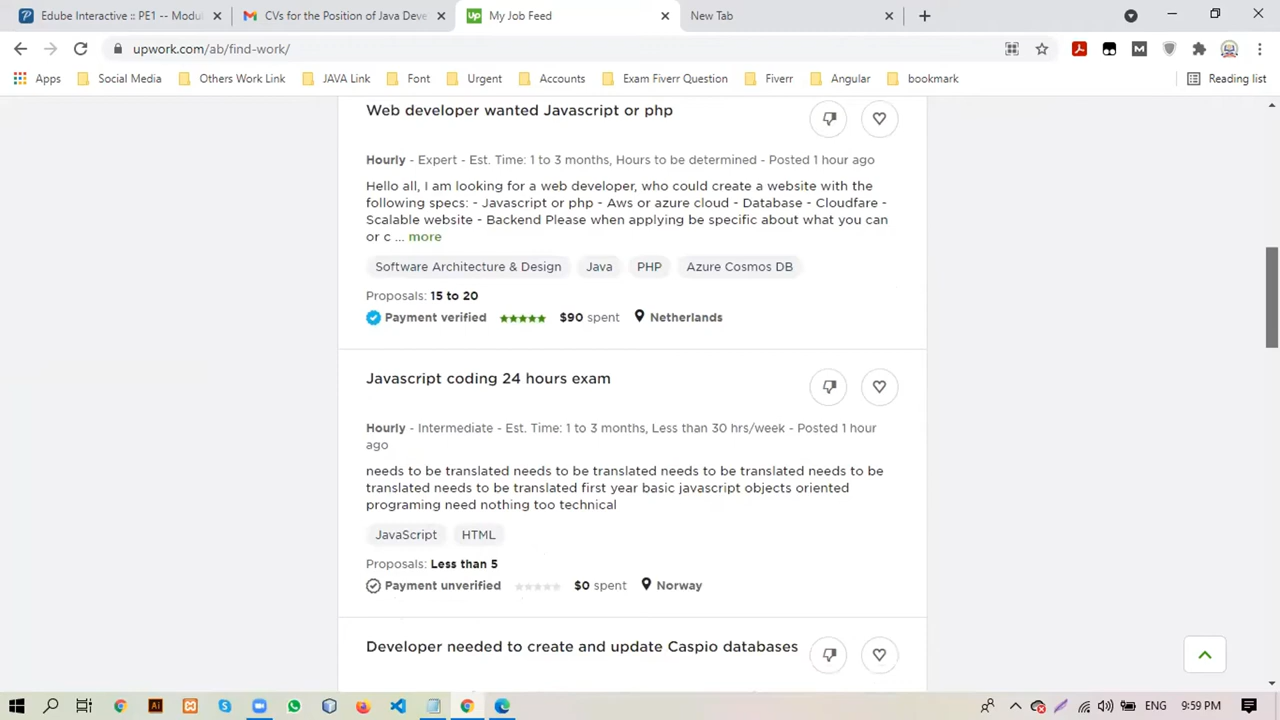 Edube Interactive :: PE1 -- Modul
CVs for the Position of Java Deve
My Job Feed
New Tab
upwork.com/ab/find-work/
Apps
Social Media
Others Work Link
JAVA Link
Font
Urgent
Accounts
Exam Fiverr Question
Fiverr
Angular
bookmark
Reading list
Web developer wanted Javascript or php
Hourly - Expert - Est. Time: 1 to 3 months, Hours to be determined - Posted 1 hour ago
Hello all, I am looking for a web developer, who could create a website with the
following specs: - Javascript or php - Aws or azure cloud - Database - Cloudfare -
Scalable website - Backend Please when applying be specific about what you can
or c ... more
Software Architecture & Design Java PHP Azure Cosmos DB
Proposals: 15 to 20
Payment verified $90 spent Netherlands
Javascript coding 24 hours exam
Hourly - Intermediate - Est. Time: 1 to 3 months, Less than 30 hrs/week - Posted 1 hour
ago
needs to be translated needs to be translated needs to be translated needs to be
translated needs to be translated first year basic javascript objects oriented
programing need nothing too technical
JavaScript HTML
Proposals: Less than 5
Payment unverified $0 spent Norway
Developer needed to create and update Caspio databases
ENG 9:59 PM